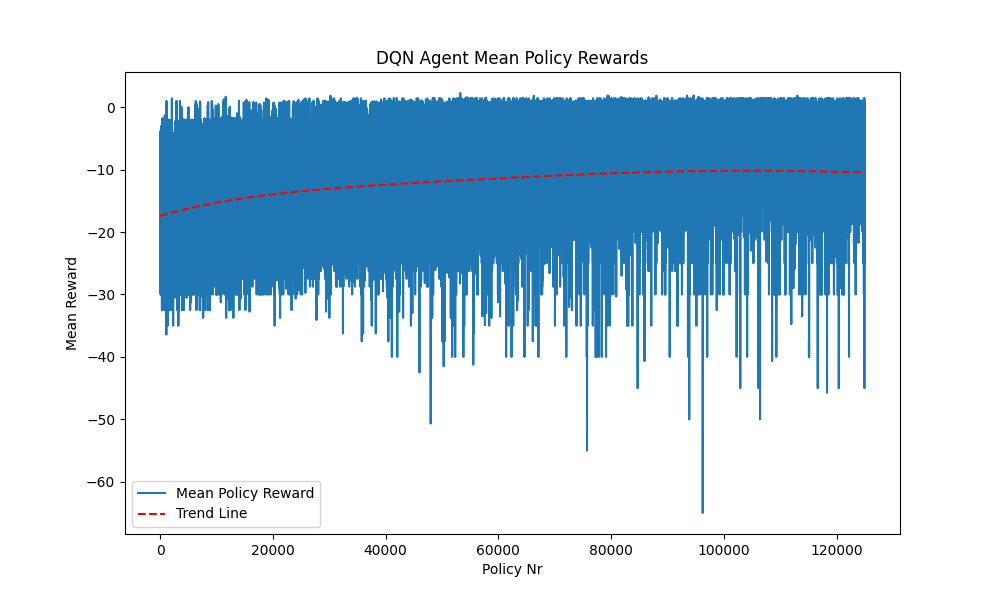 DQN Agent Mean Policy Rewards
0
−10
−20
−30
−40
−50
−60
Mean Reward
Mean Policy Reward
Trend Line
0
20000
40000
60000
80000
100000
120000
Policy Nr